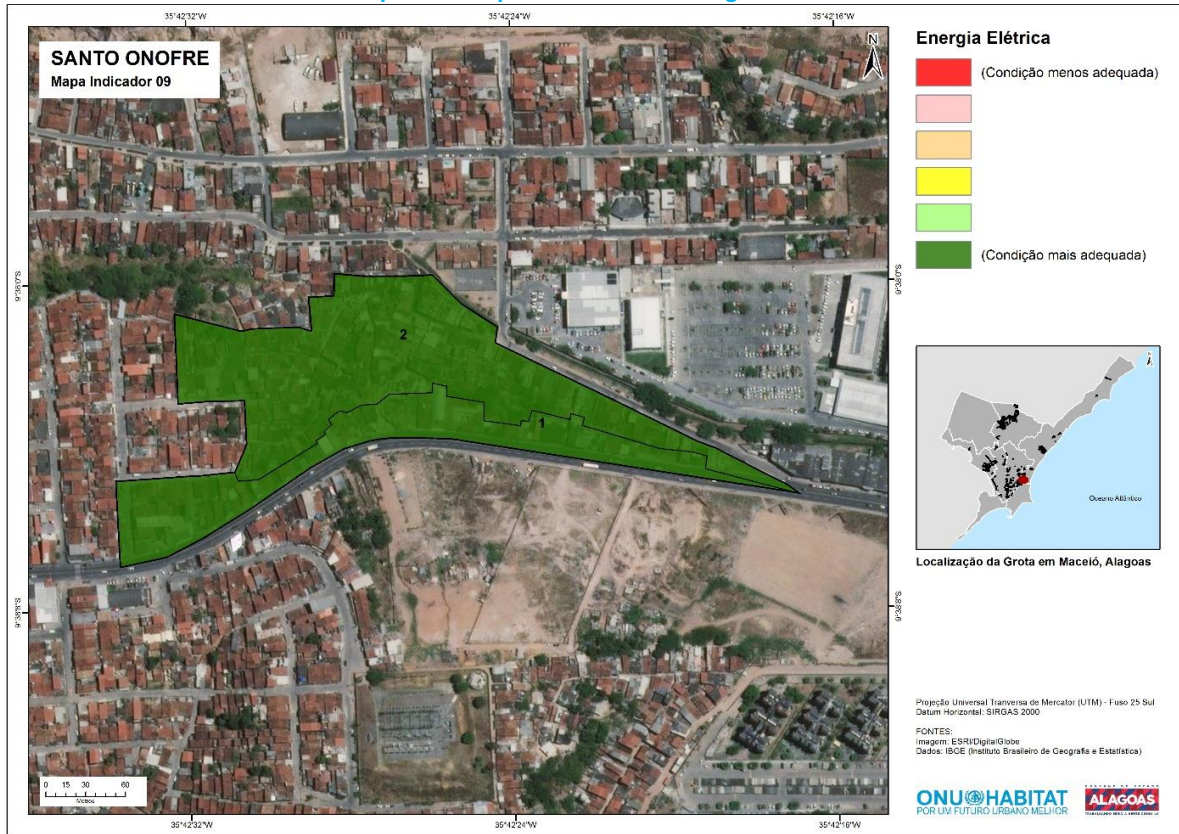 35°42'32"W
35°42'24"W
35°42'16"W
SANTO ONOFRE
Mapa Indicador 09
N
9°38'0"S
9°38'0"S
2
1
9°38'8"S
9°38'8"S
0 15 30 60
Metros
35°42'32"W
35°42'24"W
35°42'16"W
Energia Elétrica
(Condição menos adequada)
(Condição mais adequada)
N
Oceano Atlântico
Localização da Grota em Maceió, Alagoas
Projeção Universal Tranversa de Mercator (UTM) - Fuso 25 Sul
Datum Horizontal: SIRGAS 2000
FONTES:
Imagem: ESRI/DigitalGlobe
Dados: IBGE (Instituto Brasileiro de Geografia e Estatística)
ONU HABITAT
POR UM FUTURO URBANO MELHOR
ALAGOAS